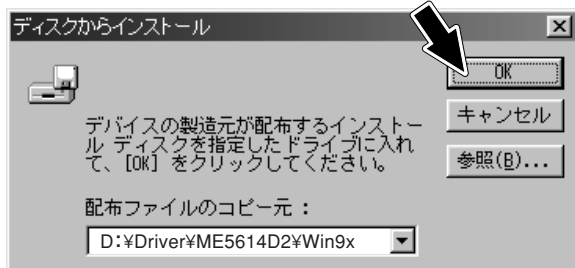 ディスクからインストール
OK
デバイスの製造元が配布するインストー
ル ディスクを指定したドライブに入れ
て、[OK] をクリックしてください。
キャンセル
参照(B)...
配布ファイルのコピー元：
D:¥Driver¥ME5614D2¥Win9x